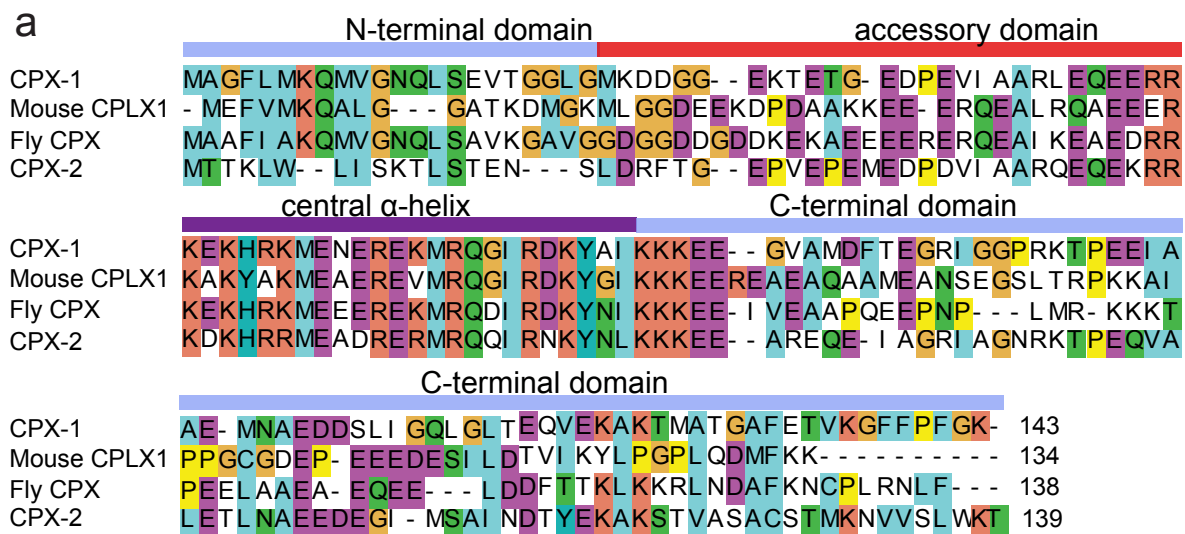 a
N-terminal domain accessory domain
CPX-1 MAGFLMKQMVGNQLSEVTGGLGMKDDGG--EKTETG-EDPEVIAARLEQEERR
Mouse CPLX1 -MEFVMKQALG---GATKDMGKMLGGDEEKDPDAAKKEE-ERQEALRQAEEER
Fly CPX MAAFIAKQMVGNQLSAVKGAVGGDGGDDGDDKEKAEEEERERQEAIKEAEDRR
CPX-2 MTTKLW--LISKTLSTEN---SLDRFTG--EPVEPEMEDPDVIAARQEQEKRR
central α-helix C-terminal domain
CPX-1 KEKHRKMENEREKMRQGIRDKYAIKKKEE--GVAMDFTEGRIGGPRKTPEEIA
Mouse CPLX1 KAKYAKMEAEREVMRQGIRDKYGIKKKEEREAEAQAAMEANSEGSLTRPKKAI
Fly CPX KEKHRKMEEEREKMRQDIRDKYNIKKKEE-IVEAAPQEEPNP---LMR-KKKT
CPX-2 KDKHRRMEADRERMRQQIRNKYNLKKKEE--AREQE-IAGRIAGNRKTPEQVA
C-terminal domain
CPX-1 AE-MNAEDDSLIGQLGLTEQVEKAKTMATGAFETVKGFFPFGK- 143
Mouse CPLX1 PPGCGDEP-EEEDESILDTVIKYLPGPLQDMFKK---------- 134
Fly CPX PEELAAEA-EQEE---LDDFTTKLKKRLNDAFKNCPLRNLF--- 138
CPX-2 LETLNAEEDEGI-MSAINDTYEKAKSTVASACSTMKNVVSLWKT 139